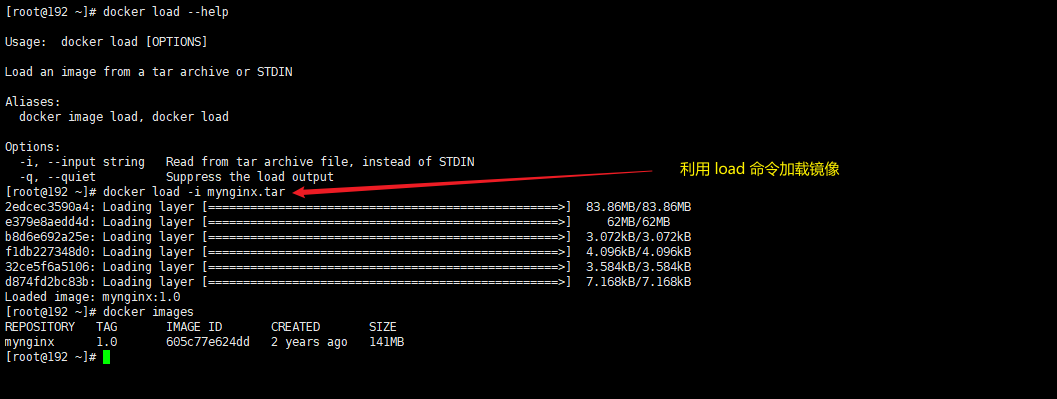 [root@192 ~]# docker load --help
Usage:  docker load [OPTIONS]
Load an image from a tar archive or STDIN
Aliases:
  docker image load, docker load
Options:
  -i, --input string   Read from tar archive file, instead of STDIN
  -q, --quiet          Suppress the load output
利用 load 命令加载镜像
[root@192 ~]# docker load -i mynginx.tar
2edcec3590a4: Loading layer [==================================================>]  83.86MB/83.86MB
e379e8aedd4d: Loading layer [==================================================>]     62MB/62MB
b8d6e692a25e: Loading layer [==================================================>]  3.072kB/3.072kB
f1db227348d0: Loading layer [==================================================>]  4.096kB/4.096kB
32ce5f6a5106: Loading layer [==================================================>]  3.584kB/3.584kB
d874fd2bc83b: Loading layer [==================================================>]  7.168kB/7.168kB
Loaded image: mynginx:1.0
[root@192 ~]# docker images
REPOSITORY   TAG       IMAGE ID       CREATED       SIZE
mynginx      1.0       605c77e624dd   2 years ago   141MB
[root@192 ~]#